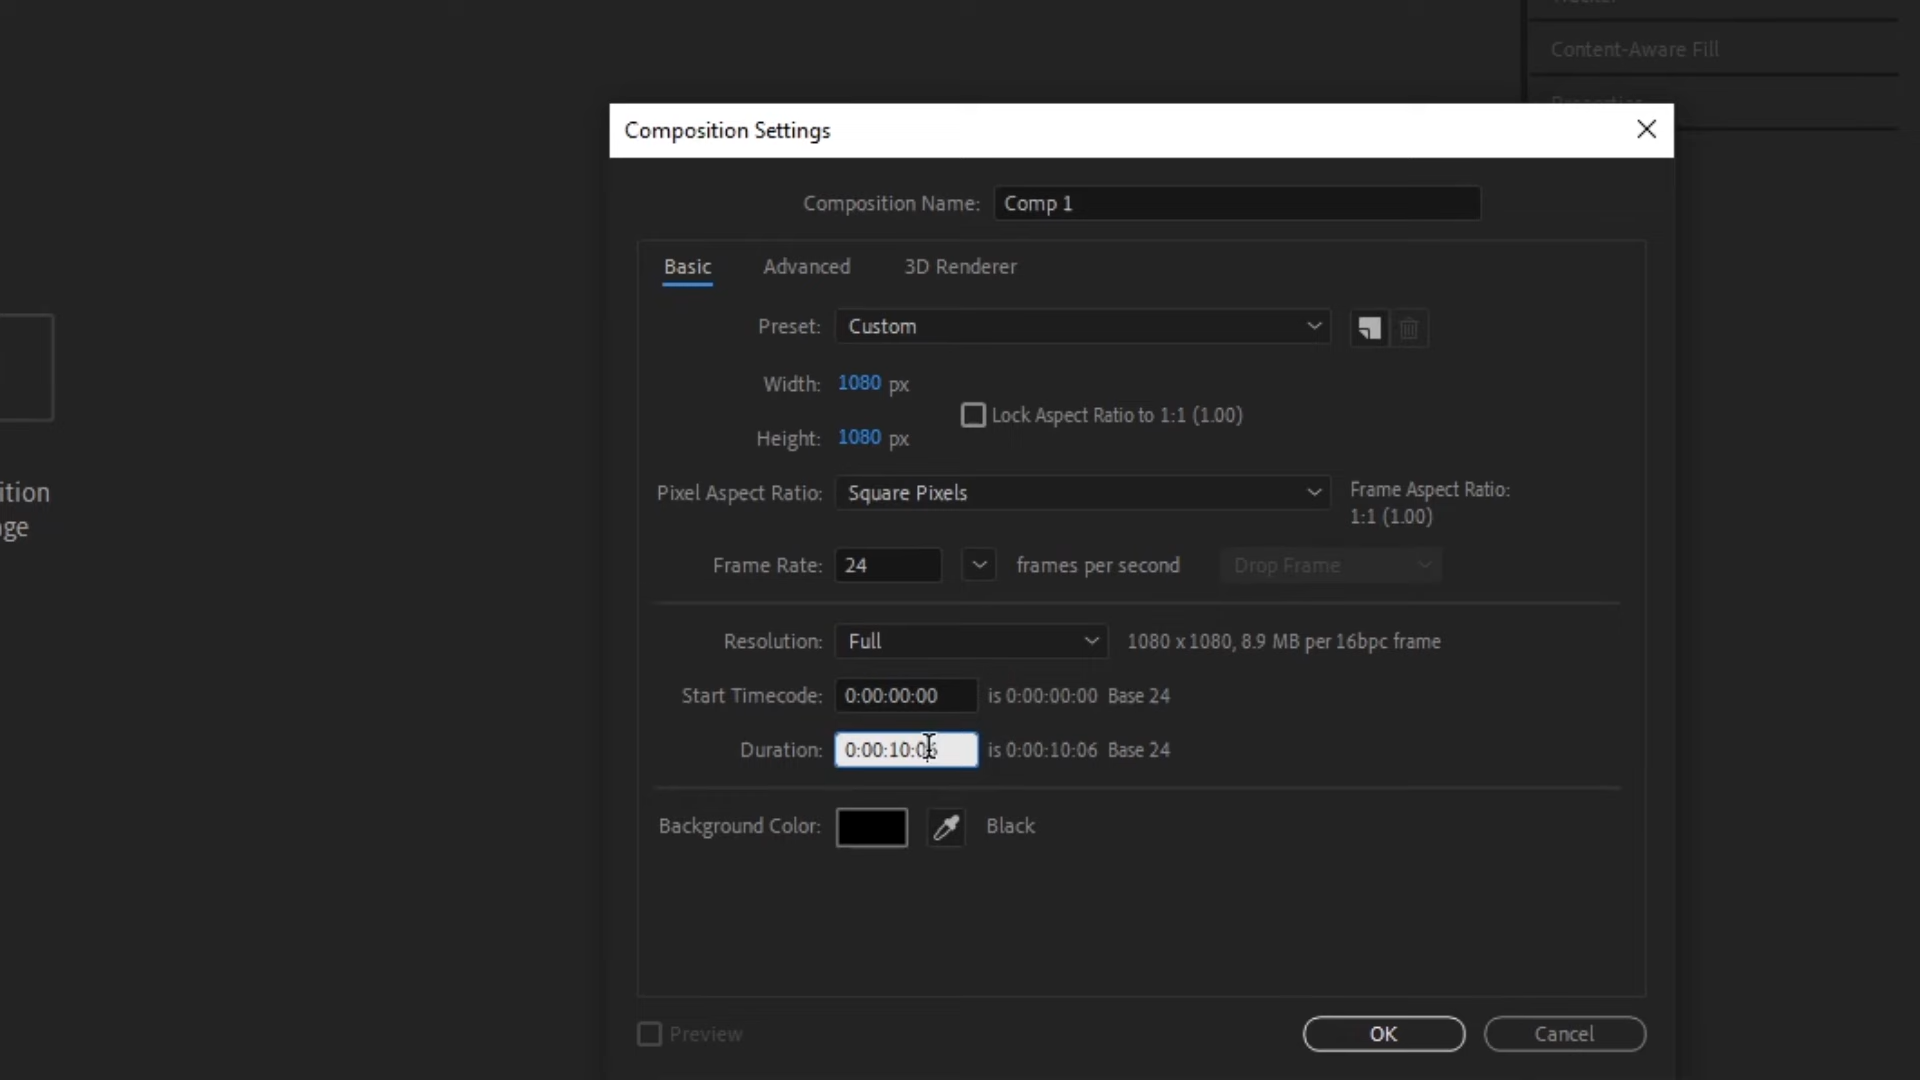 Content-Aware Fill
Composition Settings
Composition Name: Comp 1
Basic Advanced 3D Renderer
Preset: Custom
Width: 1080 px
Lock Aspect Ratio to 1:1 (1.00)
Height: 1080 px
ition
ge
Pixel Aspect Ratio: Square Pixels
Frame Aspect Ratio:
1:1 (1.00)
Frame Rate: 24 frames per second Drop Frame
Resolution: Full 1080 x 1080, 8.9 MB per 16bpc frame
Start Timecode: 0:00:00:00 is 0:00:00:00 Base 24
Duration: 0:00:10:06 is 0:00:10:06 Base 24
Background Color: Black
Preview OK Cancel